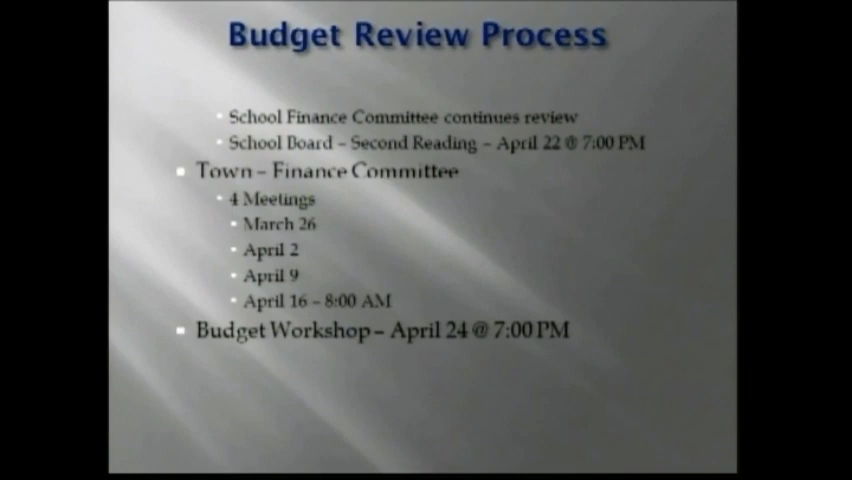 Budget Review Process
School Finance Committee continues review
School Board – Second Reading – April 22 @ 7:00 PM
Town – Finance Committee
4 Meetings
March 26
April 2
April 9
April 16 – 8:00 AM
Budget Workshop – April 24 @ 7:00 PM